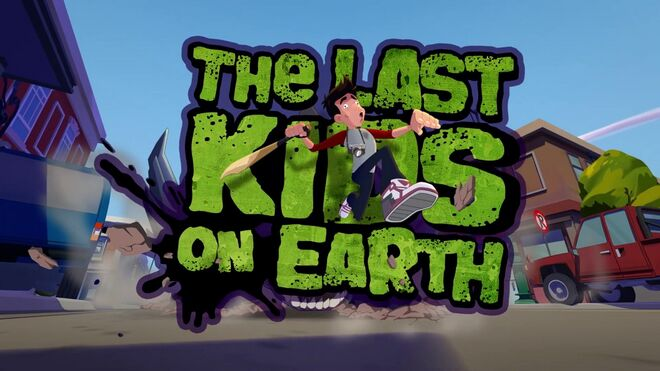 THE LAST
KIDS
ON EARTH